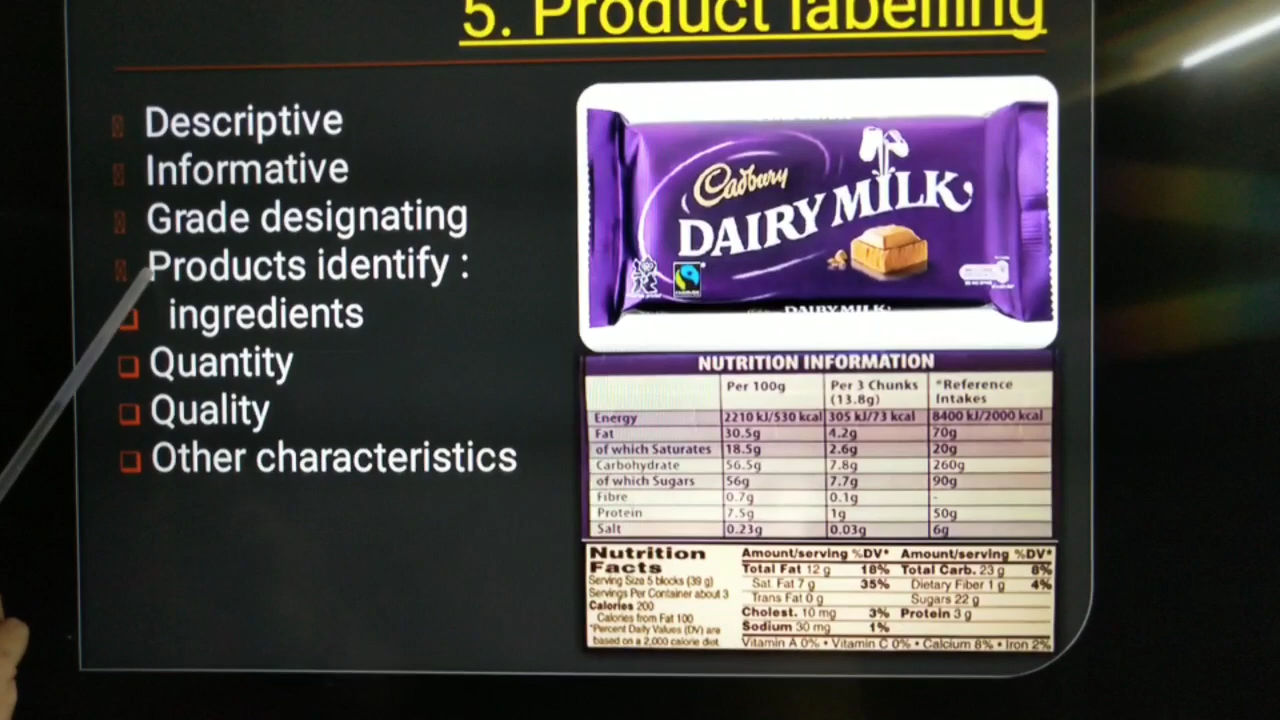 5. Product labelling
Descriptive
Informative
Grade designating
Products identify :
ingredients
Quantity
Quality
Other characteristics
Cadbury
DAIRY MILK
DAIRY MILK
NUTRITION INFORMATION
Per 100g Per 3 Chunks (13.8g) *Reference Intakes
Energy 2210 kJ/530 kcal 305 kJ/73 kcal 8400 kJ/2000 kcal
Fat 30.5g 4.2g 70g
of which Saturates 18.5g 2.6g 20g
Carbohydrate 56.5g 7.8g 260g
of which Sugars 56g 7.7g 90g
Fibre 0.7g 0.1g -
Protein 7.5g 1g 50g
Salt 0.23g 0.03g 6g
Nutrition
Facts
Serving Size 5 blocks (39 g)
Servings Per Container about 3
Calories 200
Calories from Fat 100
*Percent Daily Values (DV) are
based on a 2,000 calorie diet.
Amount/serving %DV* Amount/serving %DV*
Total Fat 12 g 18% Total Carb. 23 g 8%
Sat. Fat 7 g 35% Dietary Fiber 1 g 4%
Trans Fat 0 g Sugars 22 g
Cholest. 10 mg 3% Protein 3 g
Sodium 30 mg 1%
Vitamin A 0% • Vitamin C 0% • Calcium 8% • Iron 2%